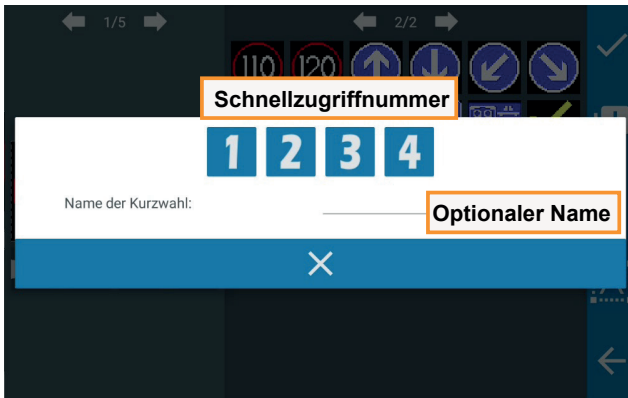 1/5
2/2
110 120
Schnellzugriffnummer
1 2 3 4
Name der Kurzwahl:
Optionaler Name